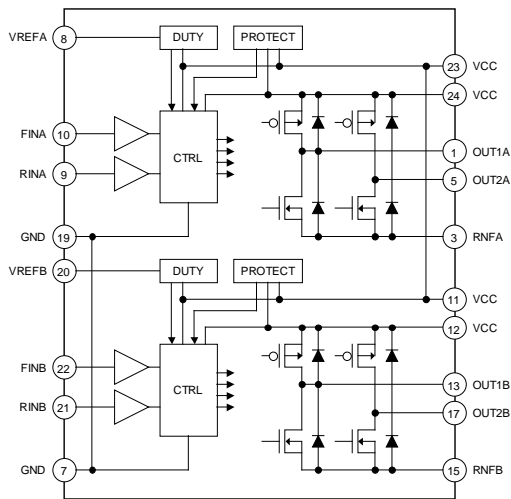 VREFA 8 DUTY PROTECT
23 VCC
24 VCC
FINA 10
CTRL
1 OUT1A
RINA 9
5 OUT2A
GND 19
3 RNFA
VREFB 20 DUTY PROTECT
11 VCC
12 VCC
FINB 22
CTRL
13 OUT1B
RINB 21
17 OUT2B
GND 7
15 RNFB